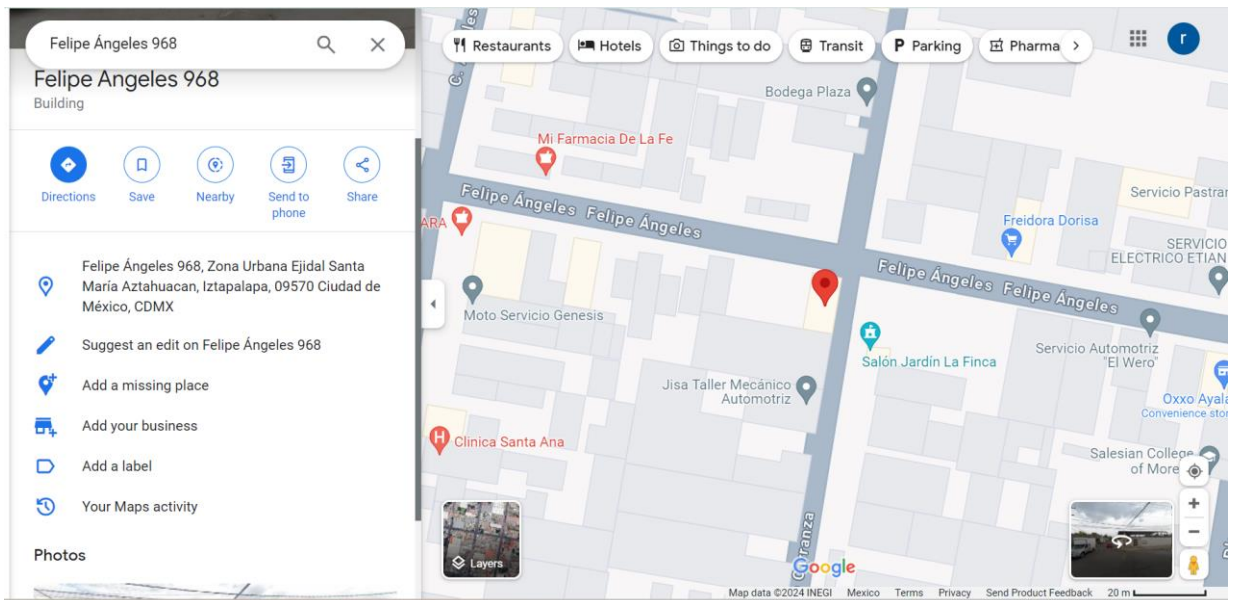 Felipe Ángeles 968
Felipe Angeles 968
Building
Directions
Save
Nearby
Send to
phone
Share
Felipe Ángeles 968, Zona Urbana Ejidal Santa
María Aztahuacan, Iztapalapa, 09570 Ciudad de
México, CDMX
Suggest an edit on Felipe Ángeles 968
Add a missing place
Add your business
Add a label
Your Maps activity
Photos
Restaurants
Hotels
Things to do
Transit
P Parking
Pharma
r
Bodega Plaza
Mi Farmacia De La Fe
Felipe Ángeles Felipe Ángeles
ARA
Servicio Pastrar
Freidora Dorisa
SERVICIO
ELECTRICO ETIAN
Felipe Ángeles Felipe Ángeles
Moto Servicio Genesis
Salón Jardín La Finca
Servicio Automotriz
"El Wero"
Jisa Taller Mecánico
Automotriz
Oxxo Ayala
Convenience stor
H
Clinica Santa Ana
Salesian College
of More
ranza
Layers
Google
Map data ©2024 INEGI
Mexico
Terms
Privacy
Send Product Feedback
20 m